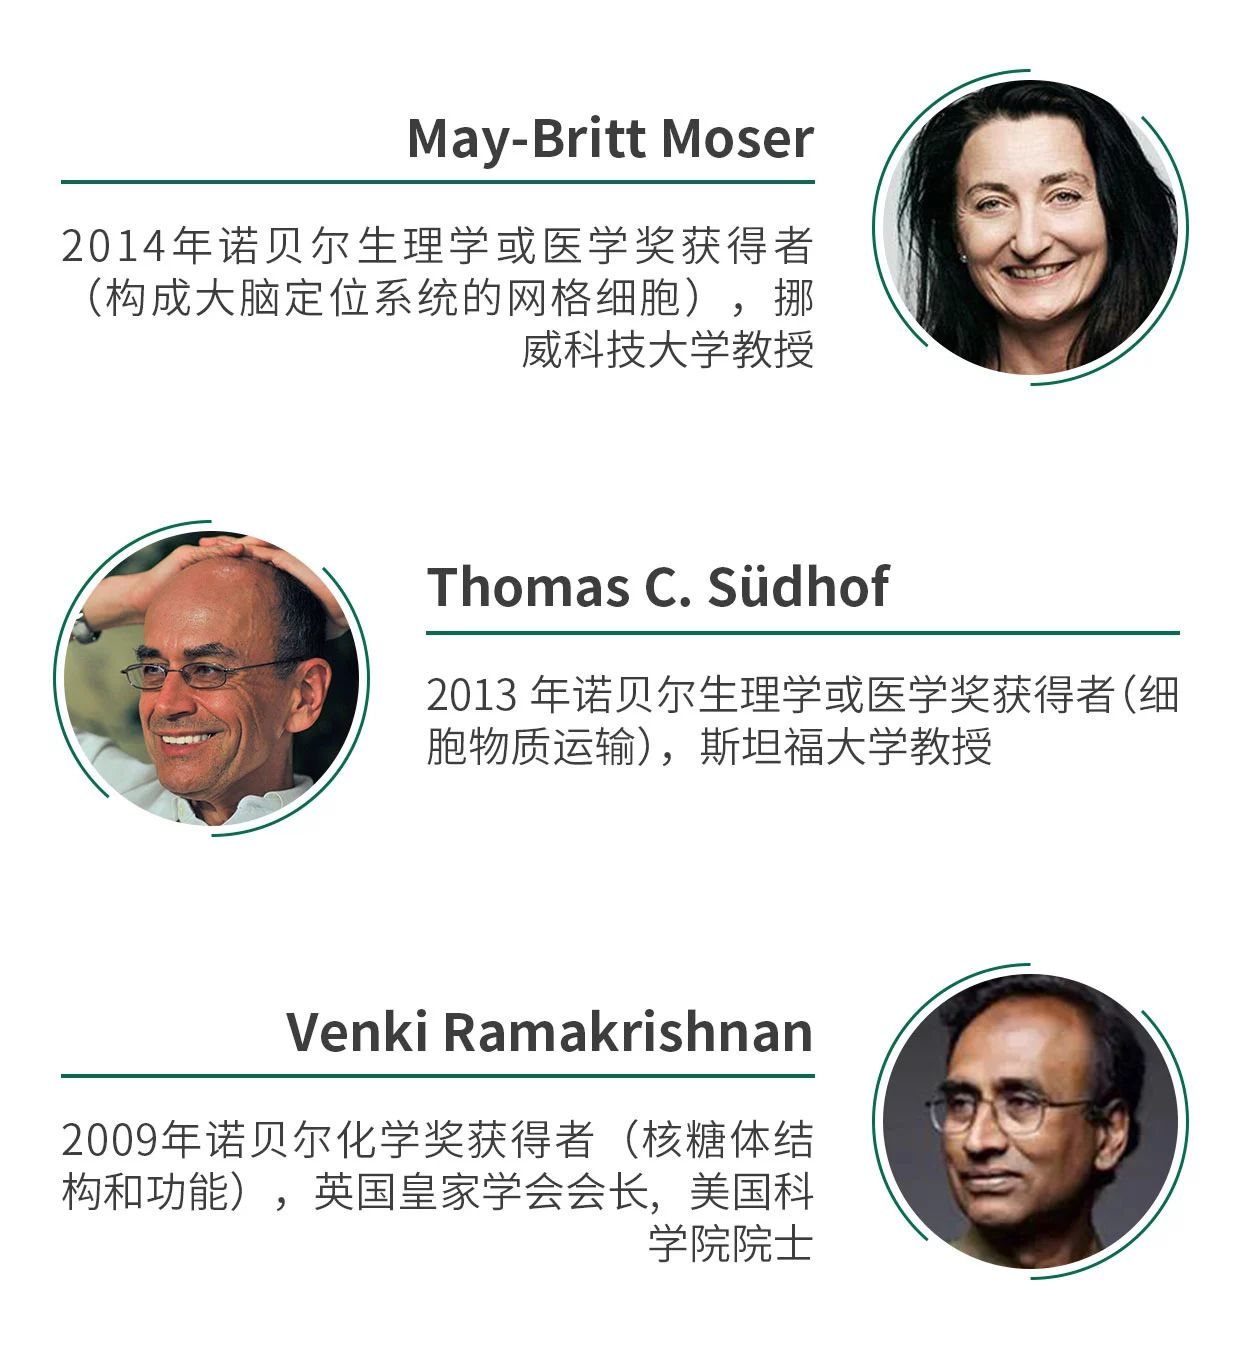 May-Britt Moser
2014年诺贝尔生理学或医学奖获得者
（构成大脑定位系统的网格细胞），挪
威科技大学教授
Thomas C. Südhof
2013 年诺贝尔生理学或医学奖获得者（细
胞物质运输），斯坦福大学教授
Venki Ramakrishnan
2009年诺贝尔化学奖获得者（核糖体结
构和功能），英国皇家学会会长，美国科
学院院士